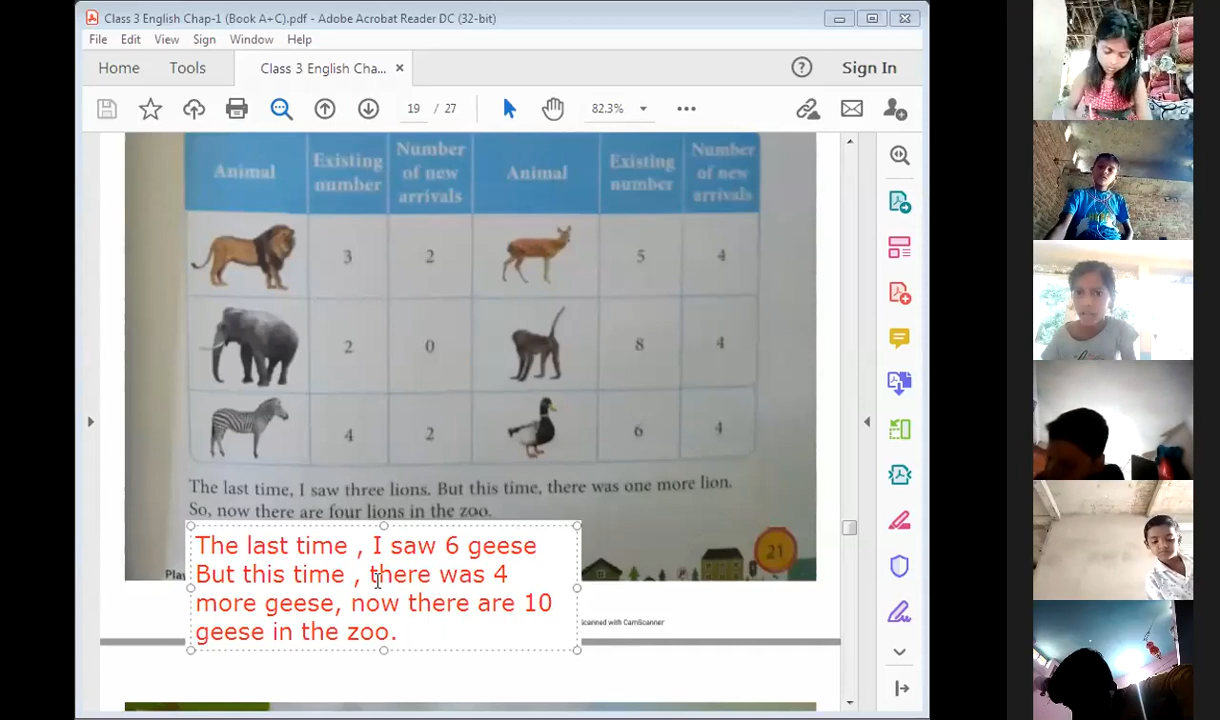 Class 3 English Chap-1 (Book A+C).pdf - Adobe Acrobat Reader DC (32-bit)
File Edit View Sign Window Help
Home Tools Class 3 English Cha... × Sign In
19 / 27 82.3%
Animal Existing number Number of new arrivals Animal Existing number Number of new arrivals
3 2 5 4
2 0 8 4
4 2 6 4
The last time, I saw three lions. But this time, there was one more lion.
So, now there are four lions in the zoo.
The last time , I saw 6 geese
But this time , there was 4
more geese, now there are 10
geese in the zoo.
21
Play
canned with CamScanner